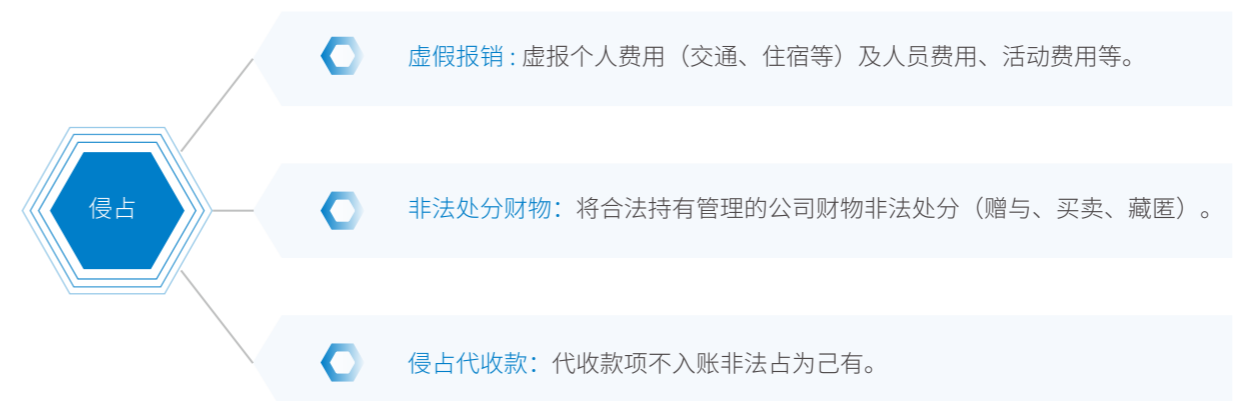 虚假报销 : 虚报个人费用（交通、住宿等）及人员费用、活动费用等。
侵占
非法处分财物：将合法持有管理的公司财物非法处分（赠与、买卖、藏匿）。
侵占代收款：代收款项不入账非法占为己有。